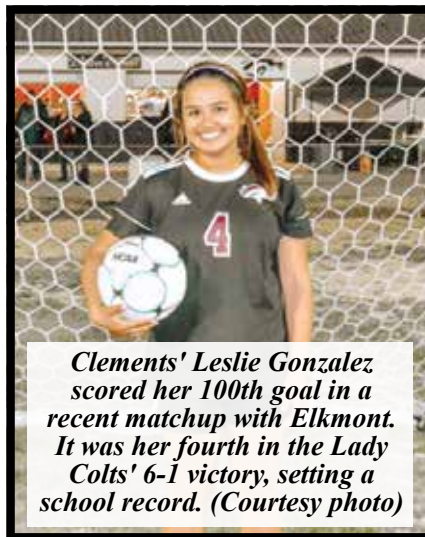 NCAA
4
Clements' Leslie Gonzalez
scored her 100th goal in a
recent matchup with Elkmont.
It was her fourth in the Lady
Colts' 6-1 victory, setting a
school record. (Courtesy photo)